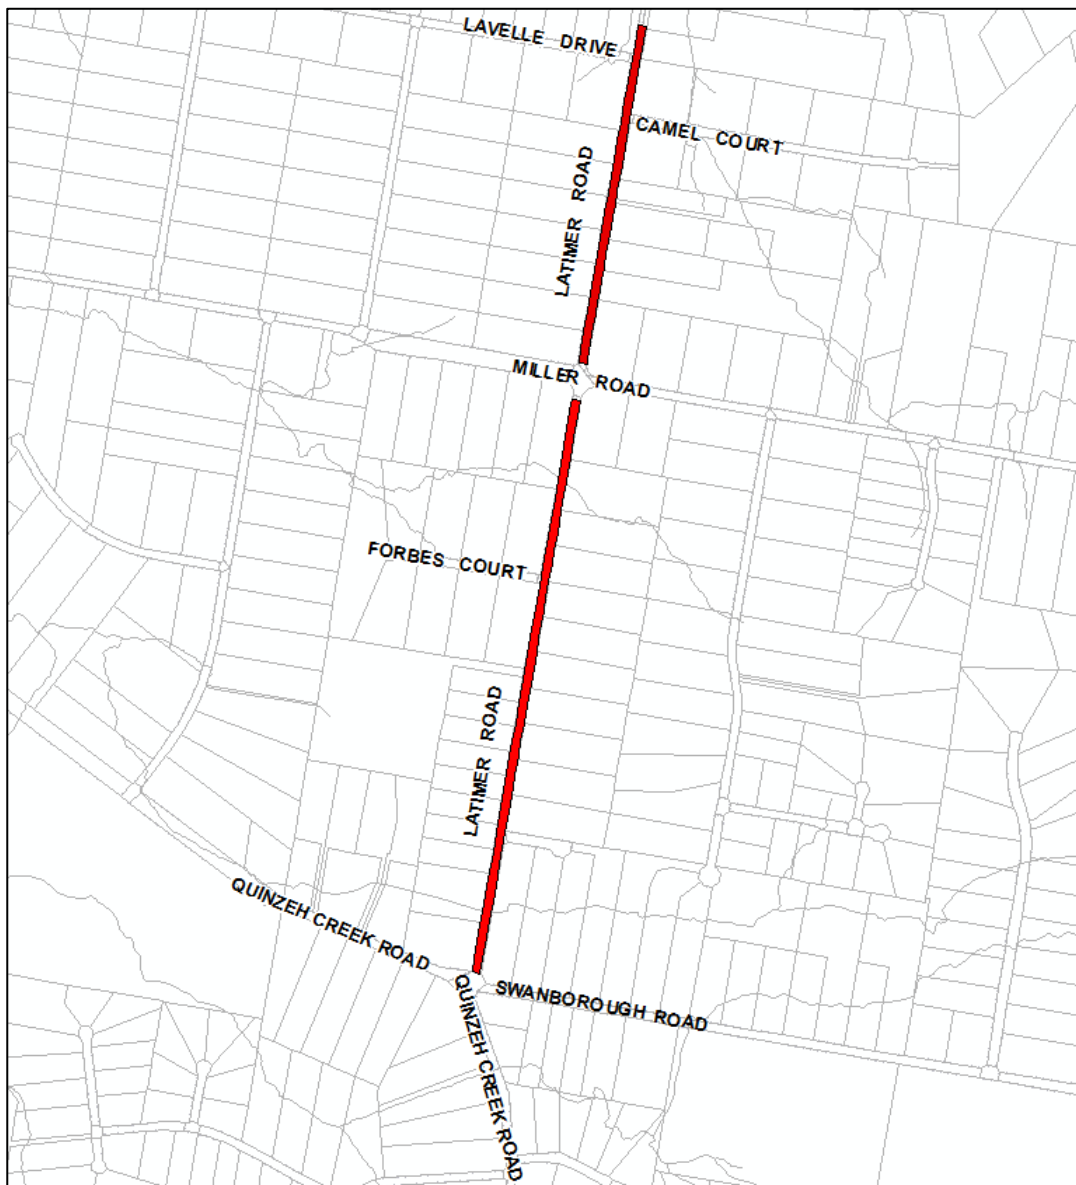 LAVELLE DRIVE
CAMEL COURT
LATIMER ROAD
MILLER ROAD
FORBES COURT
LATIMER ROAD
QUINZEH CREEK ROAD
SWANBOROUGH ROAD
QUINZEH CREEK ROAD